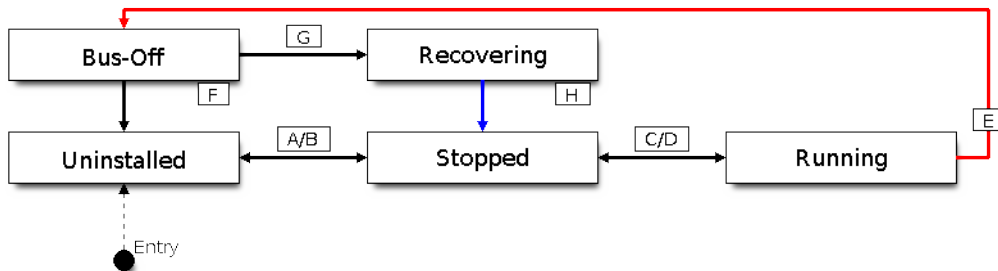 G
Bus-Off
Recovering
F
H
E
A/B
C/D
Uninstalled
Stopped
Running
Entry